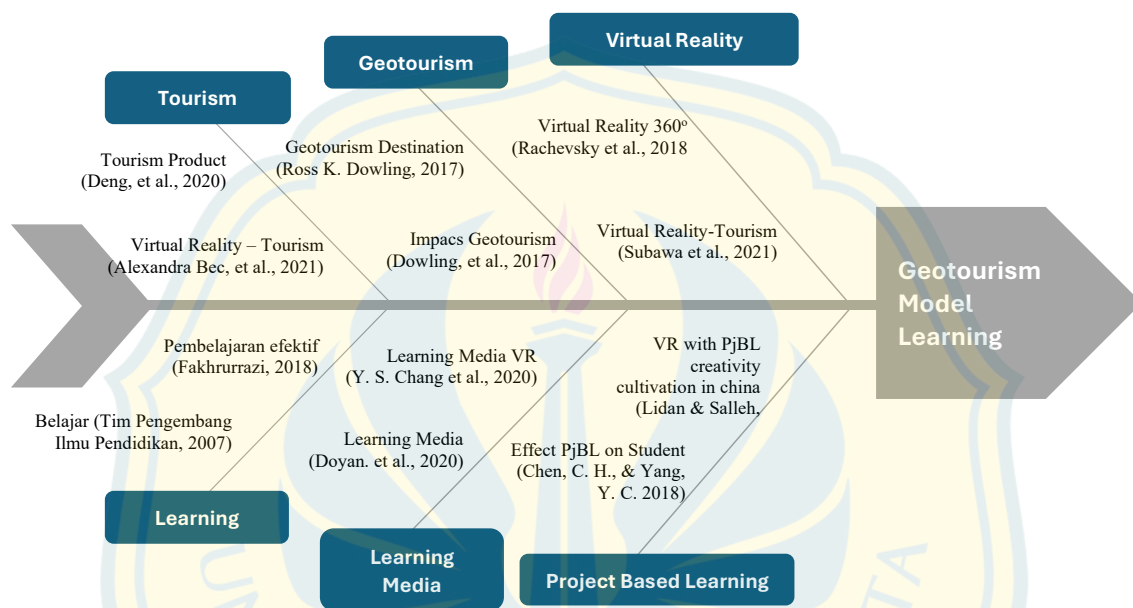 Virtual Reality
Geotourism
Tourism
Virtual Reality 360º
(Rachevsky et al., 2018
Geotourism Destination
(Ross K. Dowling, 2017)
Tourism Product
(Deng, et al., 2020)
Virtual Reality – Tourism
(Alexandra Bec, et al., 2021)
Impacs Geotourism
(Dowling, et al., 2017)
Virtual Reality-Tourism
(Subawa et al., 2021)
Geotourism
Model
Learning
Pembelajaran efektif
(Fakhrurrazi, 2018)
Learning Media VR
(Y. S. Chang et al., 2020)
VR with PjBL
creativity
cultivation in china
(Lidan & Salleh,
Belajar (Tim Pengembang
Ilmu Pendidikan, 2007)
Learning Media
(Doyan. et al., 2020)
Effect PjBL on Student
(Chen, C. H., & Yang,
Y. C. 2018)
Learning
Learning
Media
Project Based Learning